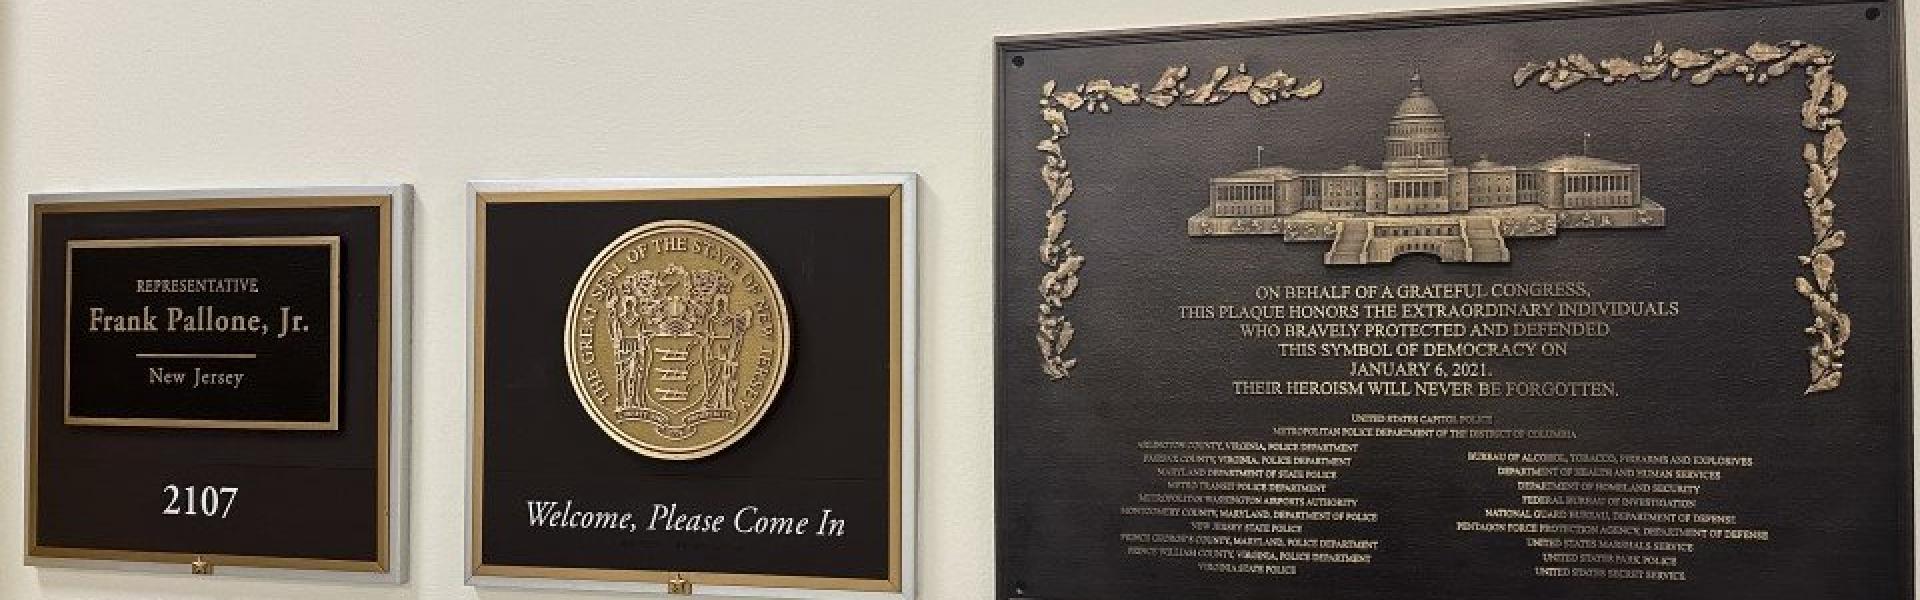 REPRESENTATIVE
Frank Pallone, Jr.
New Jersey
2107
THE GREAT SEAL OF THE STATE OF NEW JERSEY
Welcome, Please Come In
ON BEHALF OF A GRATEFUL CONGRESS,
THIS PLAQUE HONORS THE EXTRAORDINARY INDIVIDUALS
WHO BRAVELY PROTECTED AND DEFENDED
THIS SYMBOL OF DEMOCRACY ON
JANUARY 6, 2021.
THEIR HEROISM WILL NEVER BE FORGOTTEN.
UNITED STATES CAPITOL POLICE
METROPOLITAN POLICE DEPARTMENT OF THE DISTRICT OF COLUMBIA
ARLINGTON COUNTY, VIRGINIA, POLICE DEPARTMENT
FAIRFAX COUNTY, VIRGINIA, POLICE DEPARTMENT
MARYLAND DEPARTMENT OF STATE POLICE
METRO TRANSIT POLICE DEPARTMENT
METROPOLITAN WASHINGTON AIRPORTS AUTHORITY
MONTGOMERY COUNTY, MARYLAND, DEPARTMENT OF POLICE
NEW JERSEY STATE POLICE
PRINCE GEORGE'S COUNTY, MARYLAND, POLICE DEPARTMENT
PRINCE WILLIAM COUNTY, VIRGINIA, POLICE DEPARTMENT
VIRGINIA STATE POLICE
BUREAU OF ALCOHOL, TOBACCO, FIREARMS AND EXPLOSIVES
DEPARTMENT OF HEALTH AND HUMAN SERVICES
DEPARTMENT OF HOMELAND SECURITY
FEDERAL BUREAU OF INVESTIGATION
NATIONAL GUARD BUREAU, DEPARTMENT OF DEFENSE
PENTAGON FORCE PROTECTION AGENCY, DEPARTMENT OF DEFENSE
UNITED STATES MARSHALS SERVICE
UNITED STATES PARK POLICE
UNITED STATES SECRET SERVICE